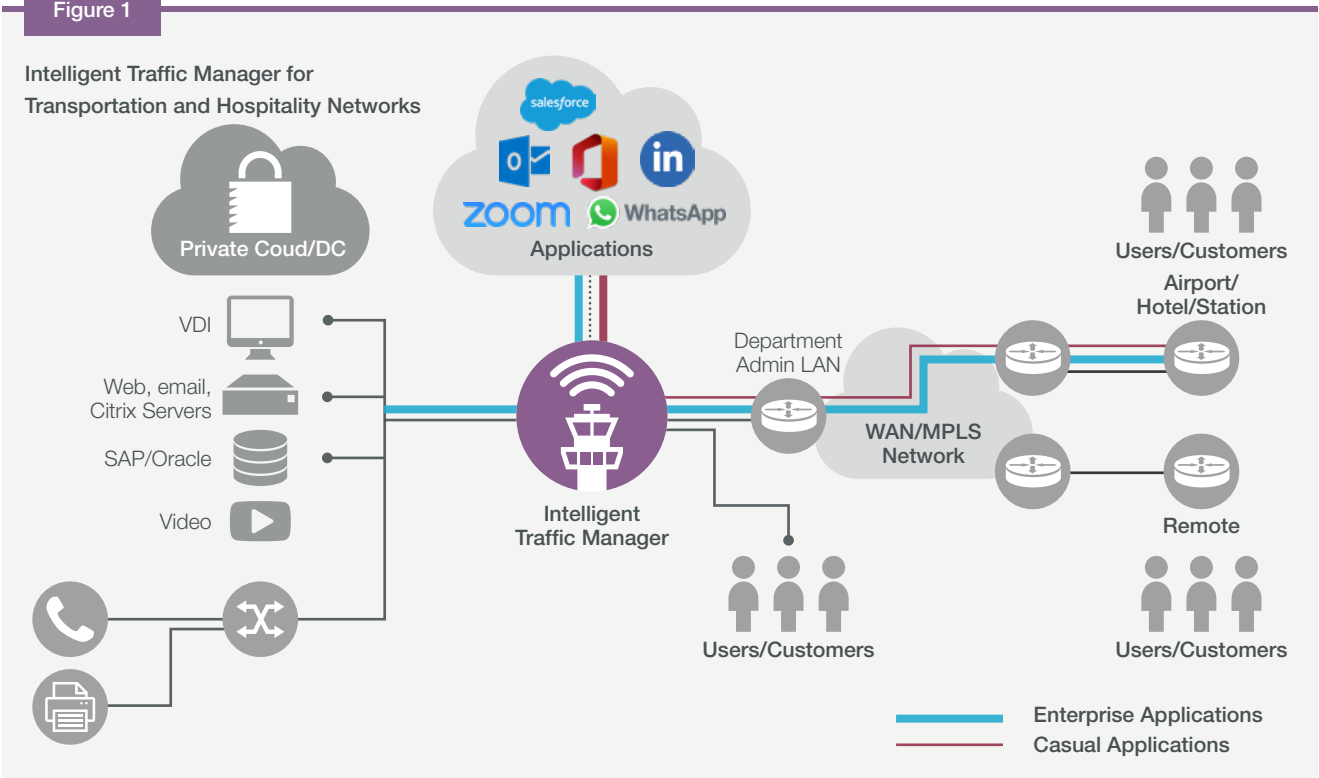 Figure 1
Intelligent Traffic Manager for
Transportation and Hospitality Networks
salesforce
o
in
zoom
WhatsApp
Applications
Private Coud/DC
VDI
Web, email,
Citrix Servers
SAP/Oracle
Video
Intelligent
Traffic Manager
Department
Admin LAN
WAN/MPLS
Network
Users/Customers
Airport/
Hotel/Station
Remote
Users/Customers
Users/Customers
Enterprise Applications
Casual Applications